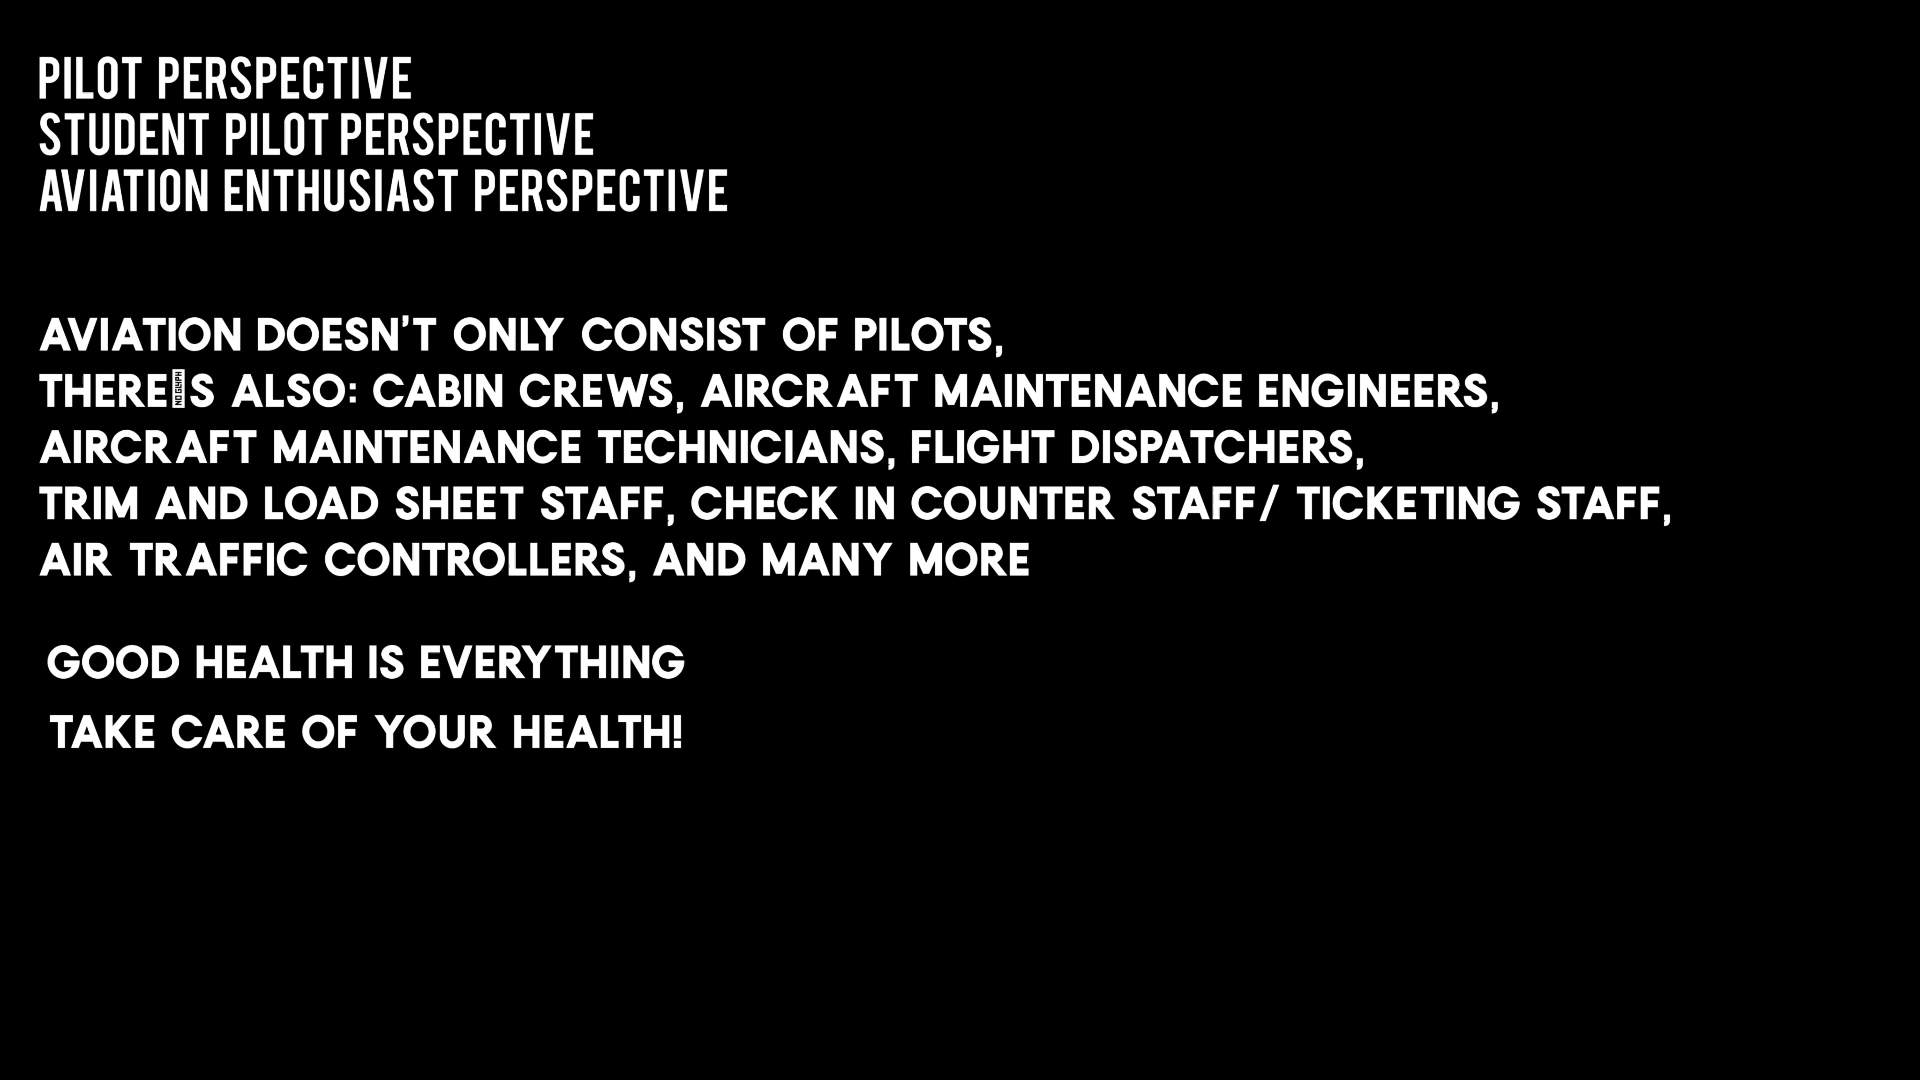 PILOT PERSPECTIVE
STUDENT PILOT PERSPECTIVE
AVIATION ENTHUSIAST PERSPECTIVE
AVIATION DOESN'T ONLY CONSIST OF PILOTS,
THERE▯S ALSO: CABIN CREWS, AIRCRAFT MAINTENANCE ENGINEERS,
AIRCRAFT MAINTENANCE TECHNICIANS, FLIGHT DISPATCHERS,
TRIM AND LOAD SHEET STAFF, CHECK IN COUNTER STAFF/ TICKETING STAFF,
AIR TRAFFIC CONTROLLERS, AND MANY MORE
GOOD HEALTH IS EVERYTHING
TAKE CARE OF YOUR HEALTH!